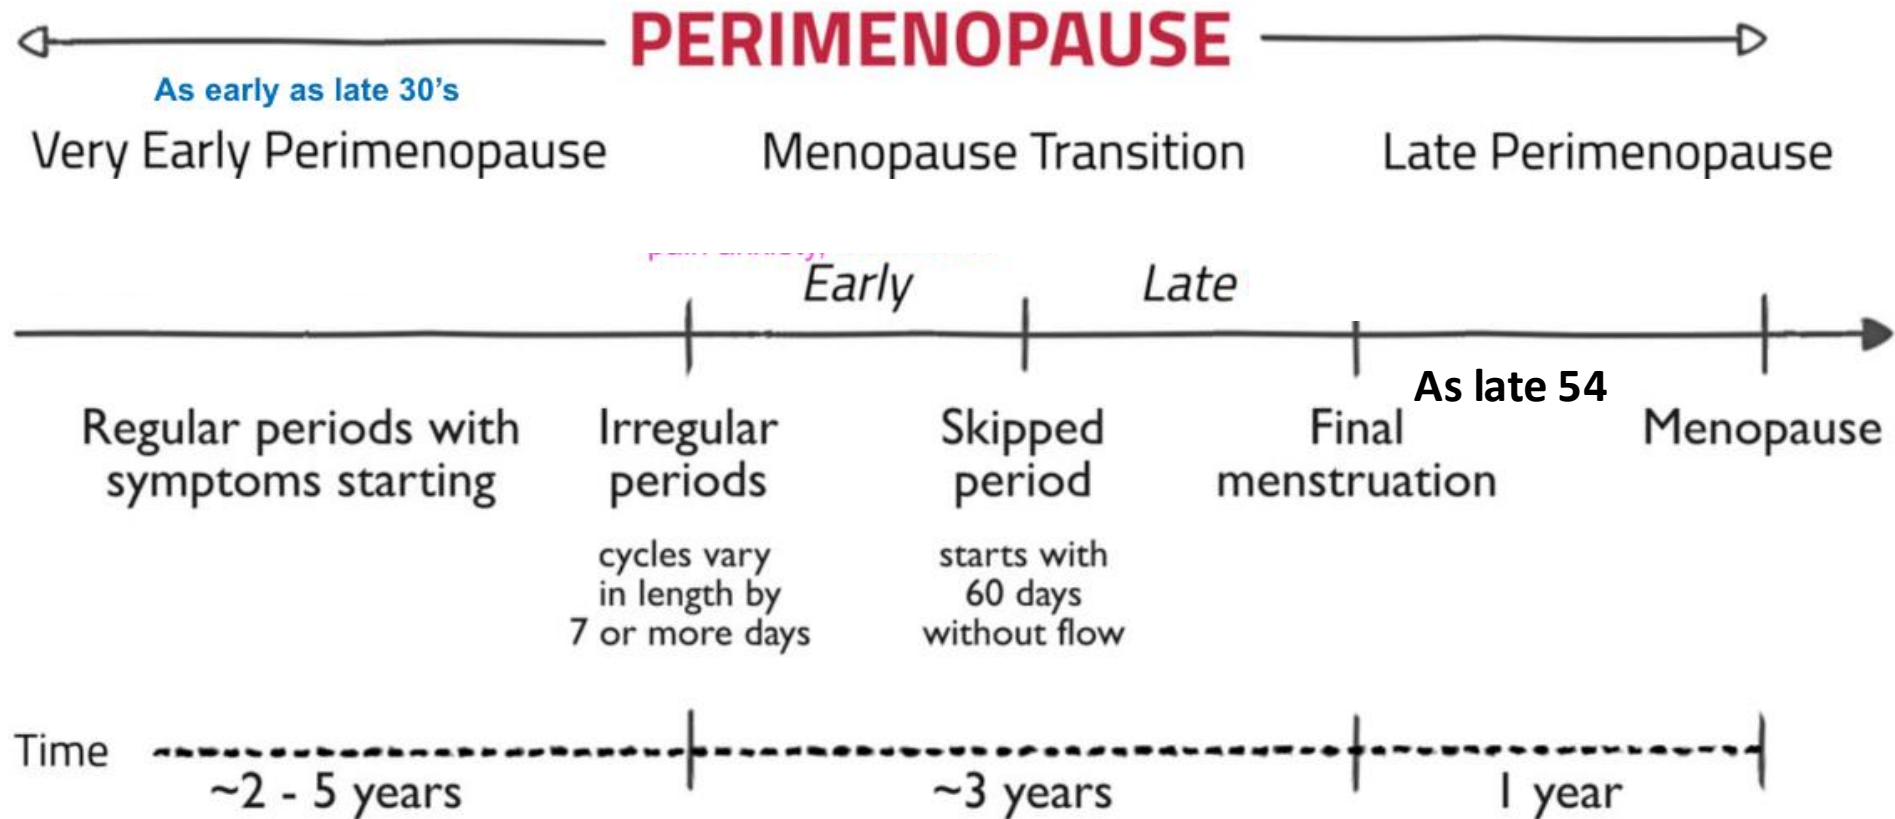 PERIMENOPAUSE
As early as late 30's
Very Early Perimenopause
Menopause Transition
Late Perimenopause
Early
Late
As late 54
Regular periods with
symptoms starting
Irregular
periods
cycles vary
in length by
7 or more days
Skipped
period
starts with
60 days
without flow
Final
menstruation
Menopause
Time
~2 - 5 years
~3 years
1 year